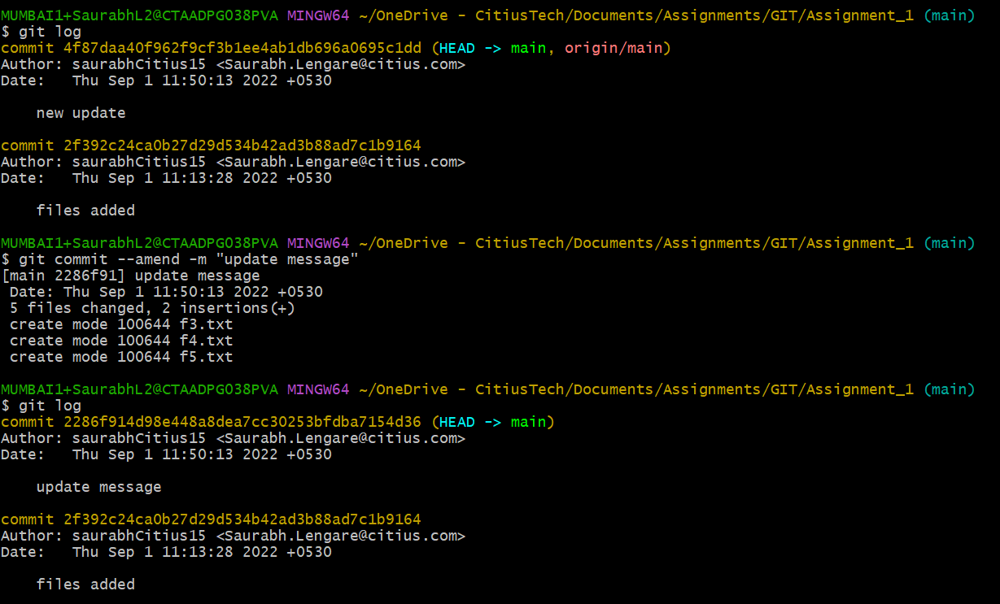 MUMBAI1+SaurabhL2@CTAADPG038PVA MINGW64 ~/OneDrive - CitiusTech/Documents/Assignments/GIT/Assignment_1 (main)
$ git log
commit 4f87daa40f962f9cf3b1ee4ab1db696a0695c1dd (HEAD -> main, origin/main)
Author: saurabhCitius15 <Saurabh.Lengare@citius.com>
Date:   Thu Sep 1 11:50:13 2022 +0530

    new update

commit 2f392c24ca0b27d29d534b42ad3b88ad7c1b9164
Author: saurabhCitius15 <Saurabh.Lengare@citius.com>
Date:   Thu Sep 1 11:13:28 2022 +0530

    files added

MUMBAI1+SaurabhL2@CTAADPG038PVA MINGW64 ~/OneDrive - CitiusTech/Documents/Assignments/GIT/Assignment_1 (main)
$ git commit --amend -m "update message"
[main 2286f91] update message
 Date: Thu Sep 1 11:50:13 2022 +0530
 5 files changed, 2 insertions(+)
 create mode 100644 f3.txt
 create mode 100644 f4.txt
 create mode 100644 f5.txt

MUMBAI1+SaurabhL2@CTAADPG038PVA MINGW64 ~/OneDrive - CitiusTech/Documents/Assignments/GIT/Assignment_1 (main)
$ git log
commit 2286f914d98e448a8dea7cc30253bfdba7154d36 (HEAD -> main)
Author: saurabhCitius15 <Saurabh.Lengare@citius.com>
Date:   Thu Sep 1 11:50:13 2022 +0530

    update message

commit 2f392c24ca0b27d29d534b42ad3b88ad7c1b9164
Author: saurabhCitius15 <Saurabh.Lengare@citius.com>
Date:   Thu Sep 1 11:13:28 2022 +0530

    files added